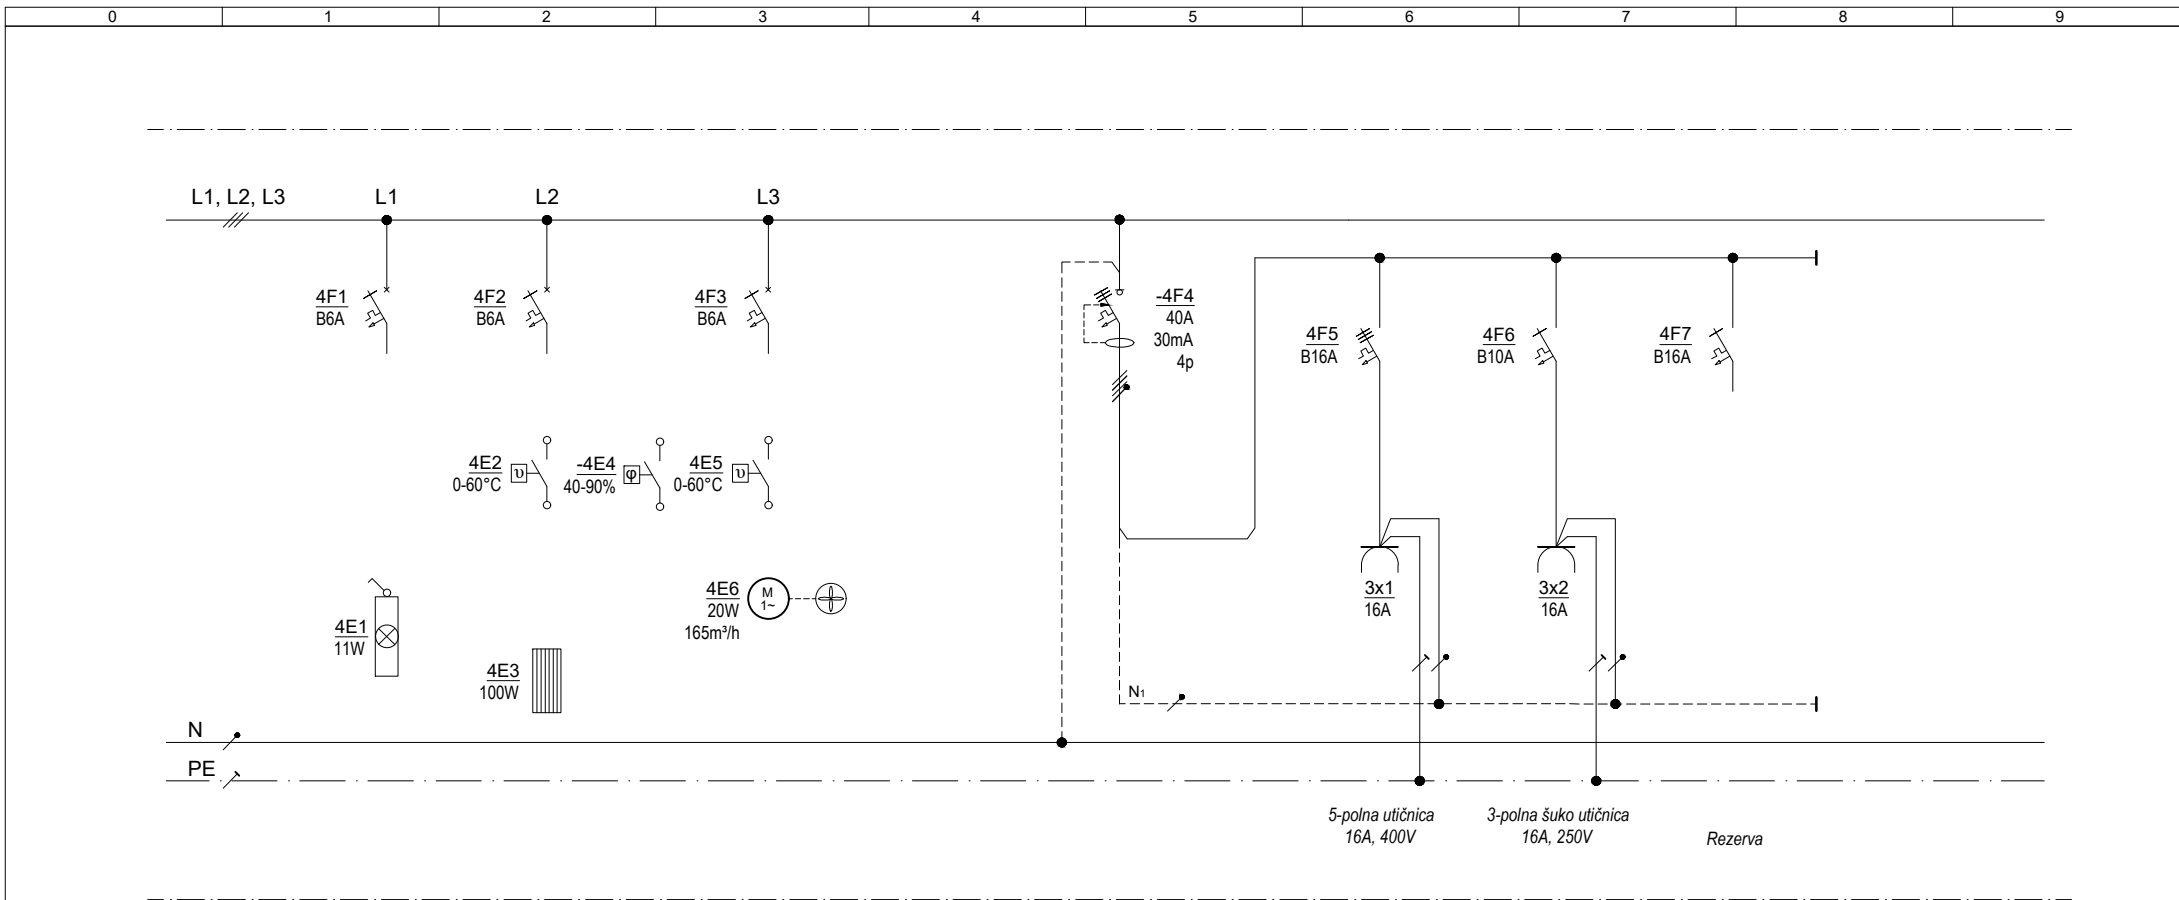 0 1 2 3 4 5 6 7 8 9
L1, L2, L3 L1 L2 L3
4F1
B6A
4F2
B6A
4F3
B6A
-4F4
40A
30mA
4p
4F5
B16A
4F6
B10A
4F7
B16A
4E2
0-60°C
υ
-4E4
40-90%
φ
4E5
0-60°C
υ
4E1
11W
4E3
100W
4E6
20W
165m³/h
M
1~
3x1
16A
3x2
16A
N1
N
PE
5-polna utičnica
16A, 400V
3-polna šuko utičnica
16A, 250V
Rezerva